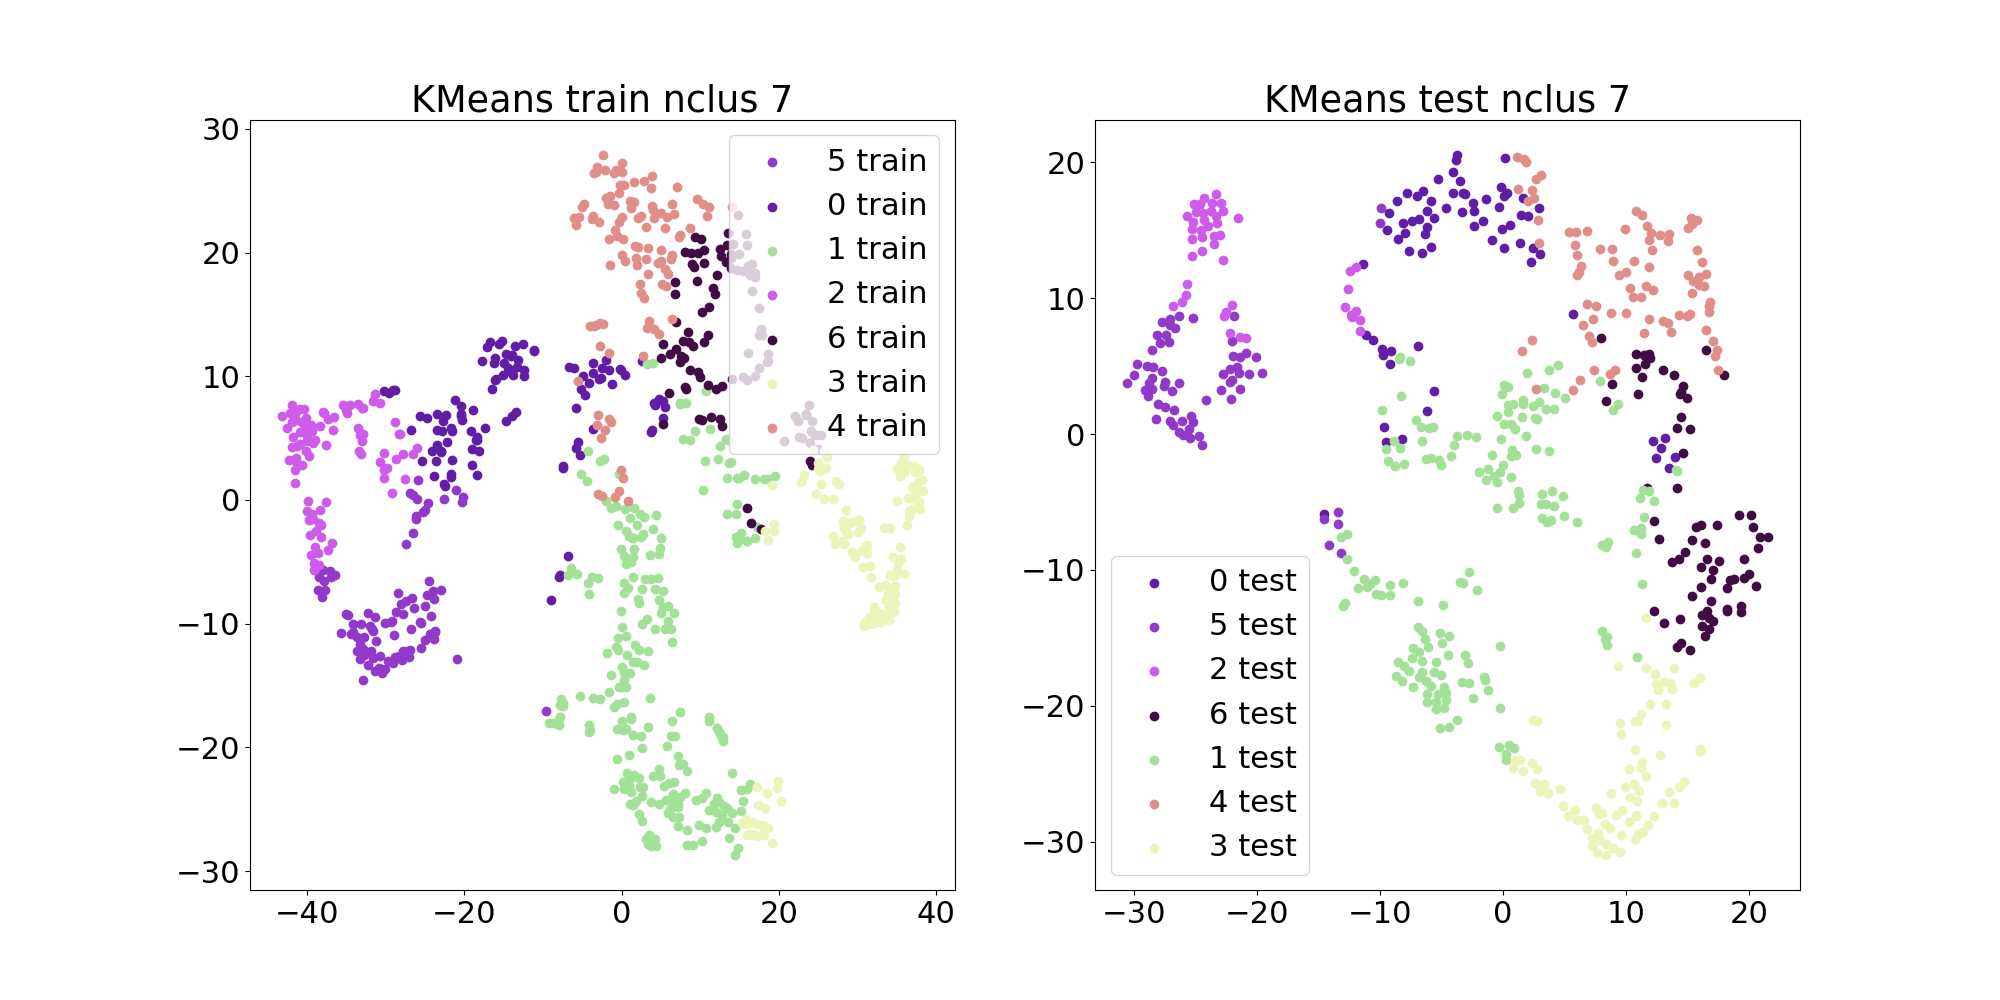 KMeans train nclus 7
30
20
10
0
−10
−20
−30
−40
−20
0
20
40
5 train
0 train
1 train
2 train
6 train
3 train
4 train
KMeans test nclus 7
20
10
0
−10
−20
−30
−30
−20
−10
0
10
20
0 test
5 test
2 test
6 test
1 test
4 test
3 test